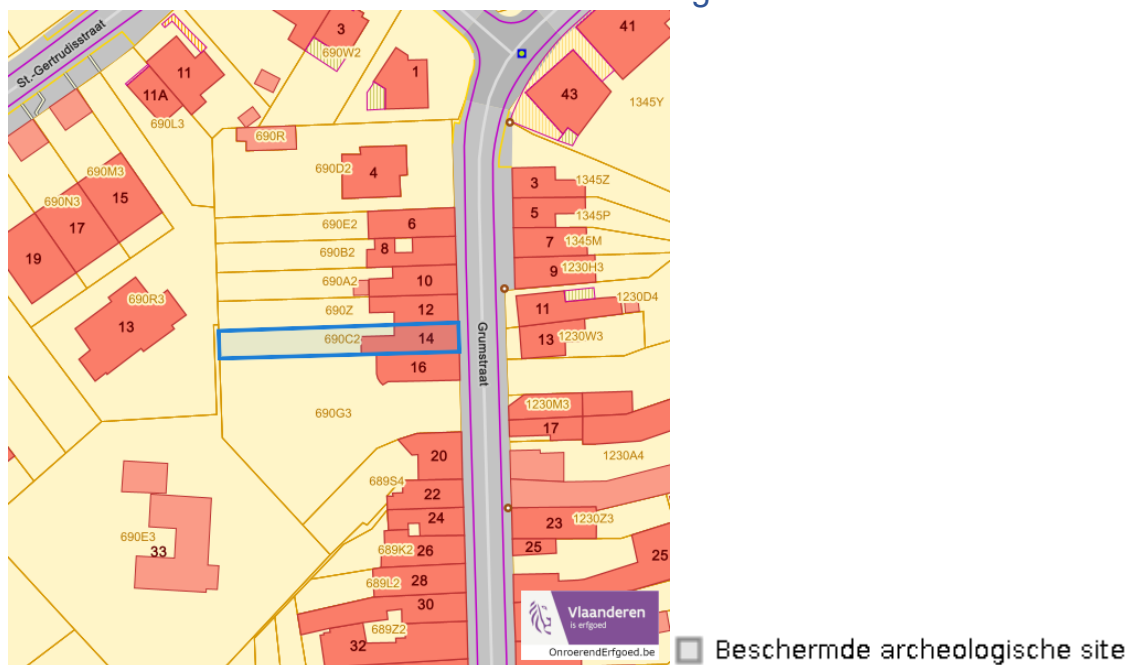 g
41
3
690W2
St.-Gertrudisstraat
11
1
11A
43
1345Y
690L3
690R
690M3
690D2
4
3
1345Z
690N3
15
5
1345P
17
690E2
6
7
1345M
19
690B2
8
9
1230H3
690A2
10
690R3
690Z
12
11
1230D4
13
690C2
14
Grumstraat
13
1230W3
16
690G3
1230M3
17
20
1230A4
689S4
22
24
23
1230Z3
690E3
33
689K2
26
25
25
689L2
28
30
689Z2
32
Vlaanderen
is erfgoed
OnroerendErfgoed.be
Beschermde archeologische site